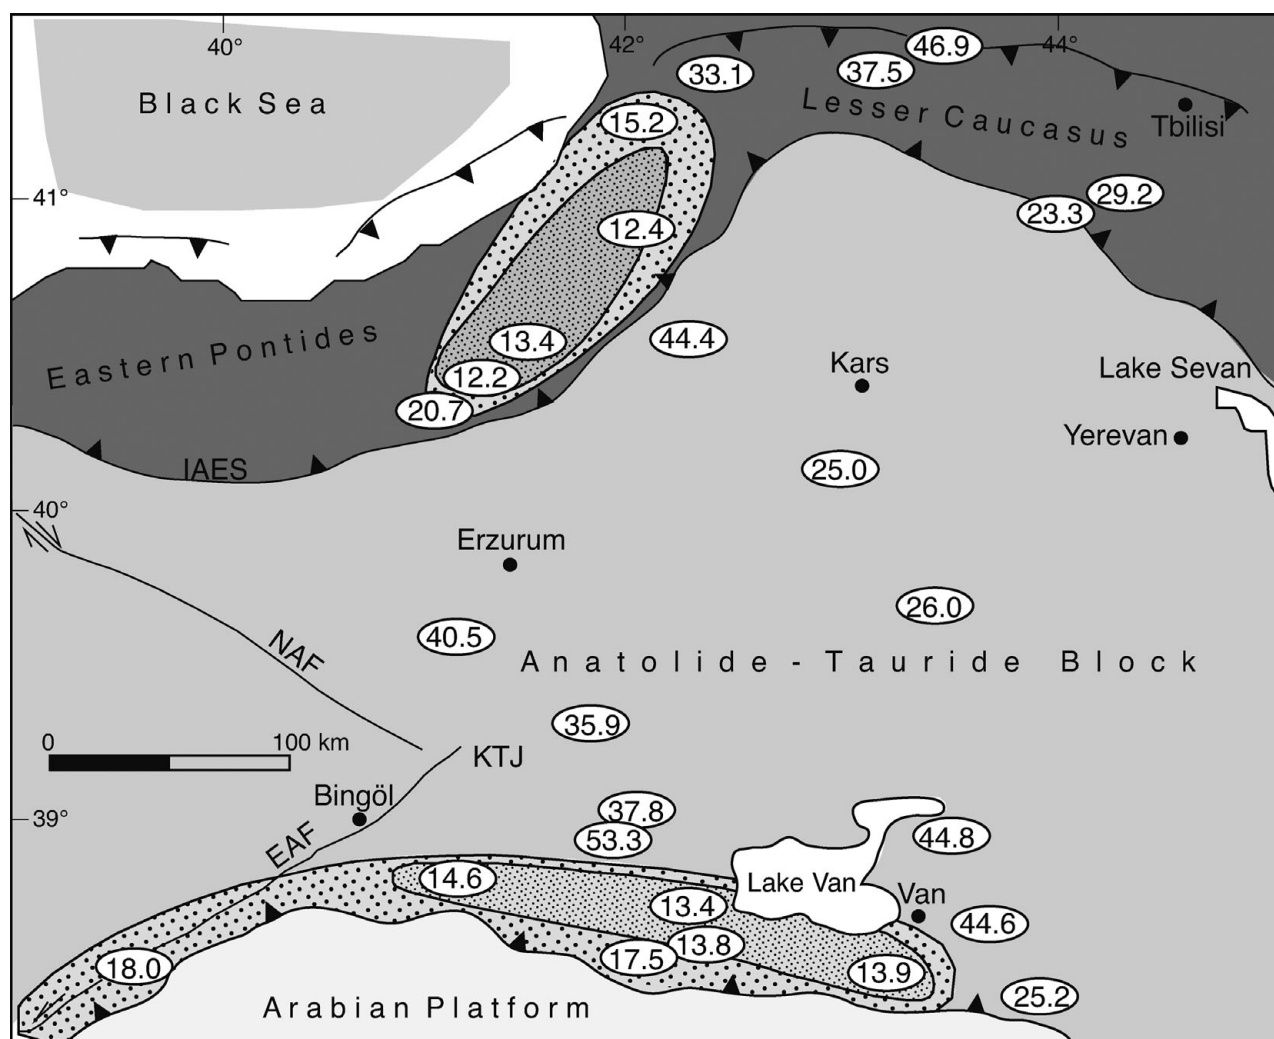 40°
42°
44°
46.9
33.1
37.5
Black Sea
Lesser Caucasus
Tbilisi
15.2
41°
29.2
23.3
12.4
44.4
13.4
Eastern Pontides
12.2
20.7
Kars
Lake Sevan
Yerevan
IAES
25.0
40°
Erzurum
26.0
40.5
NAF
Anatolide - Tauride Block
35.9
0 100 km
KTJ
Bingöl
39°
37.8
53.3
44.8
EAF
14.6
Lake Van
Van
13.4
44.6
13.8
17.5
18.0
13.9
25.2
Arabian Platform